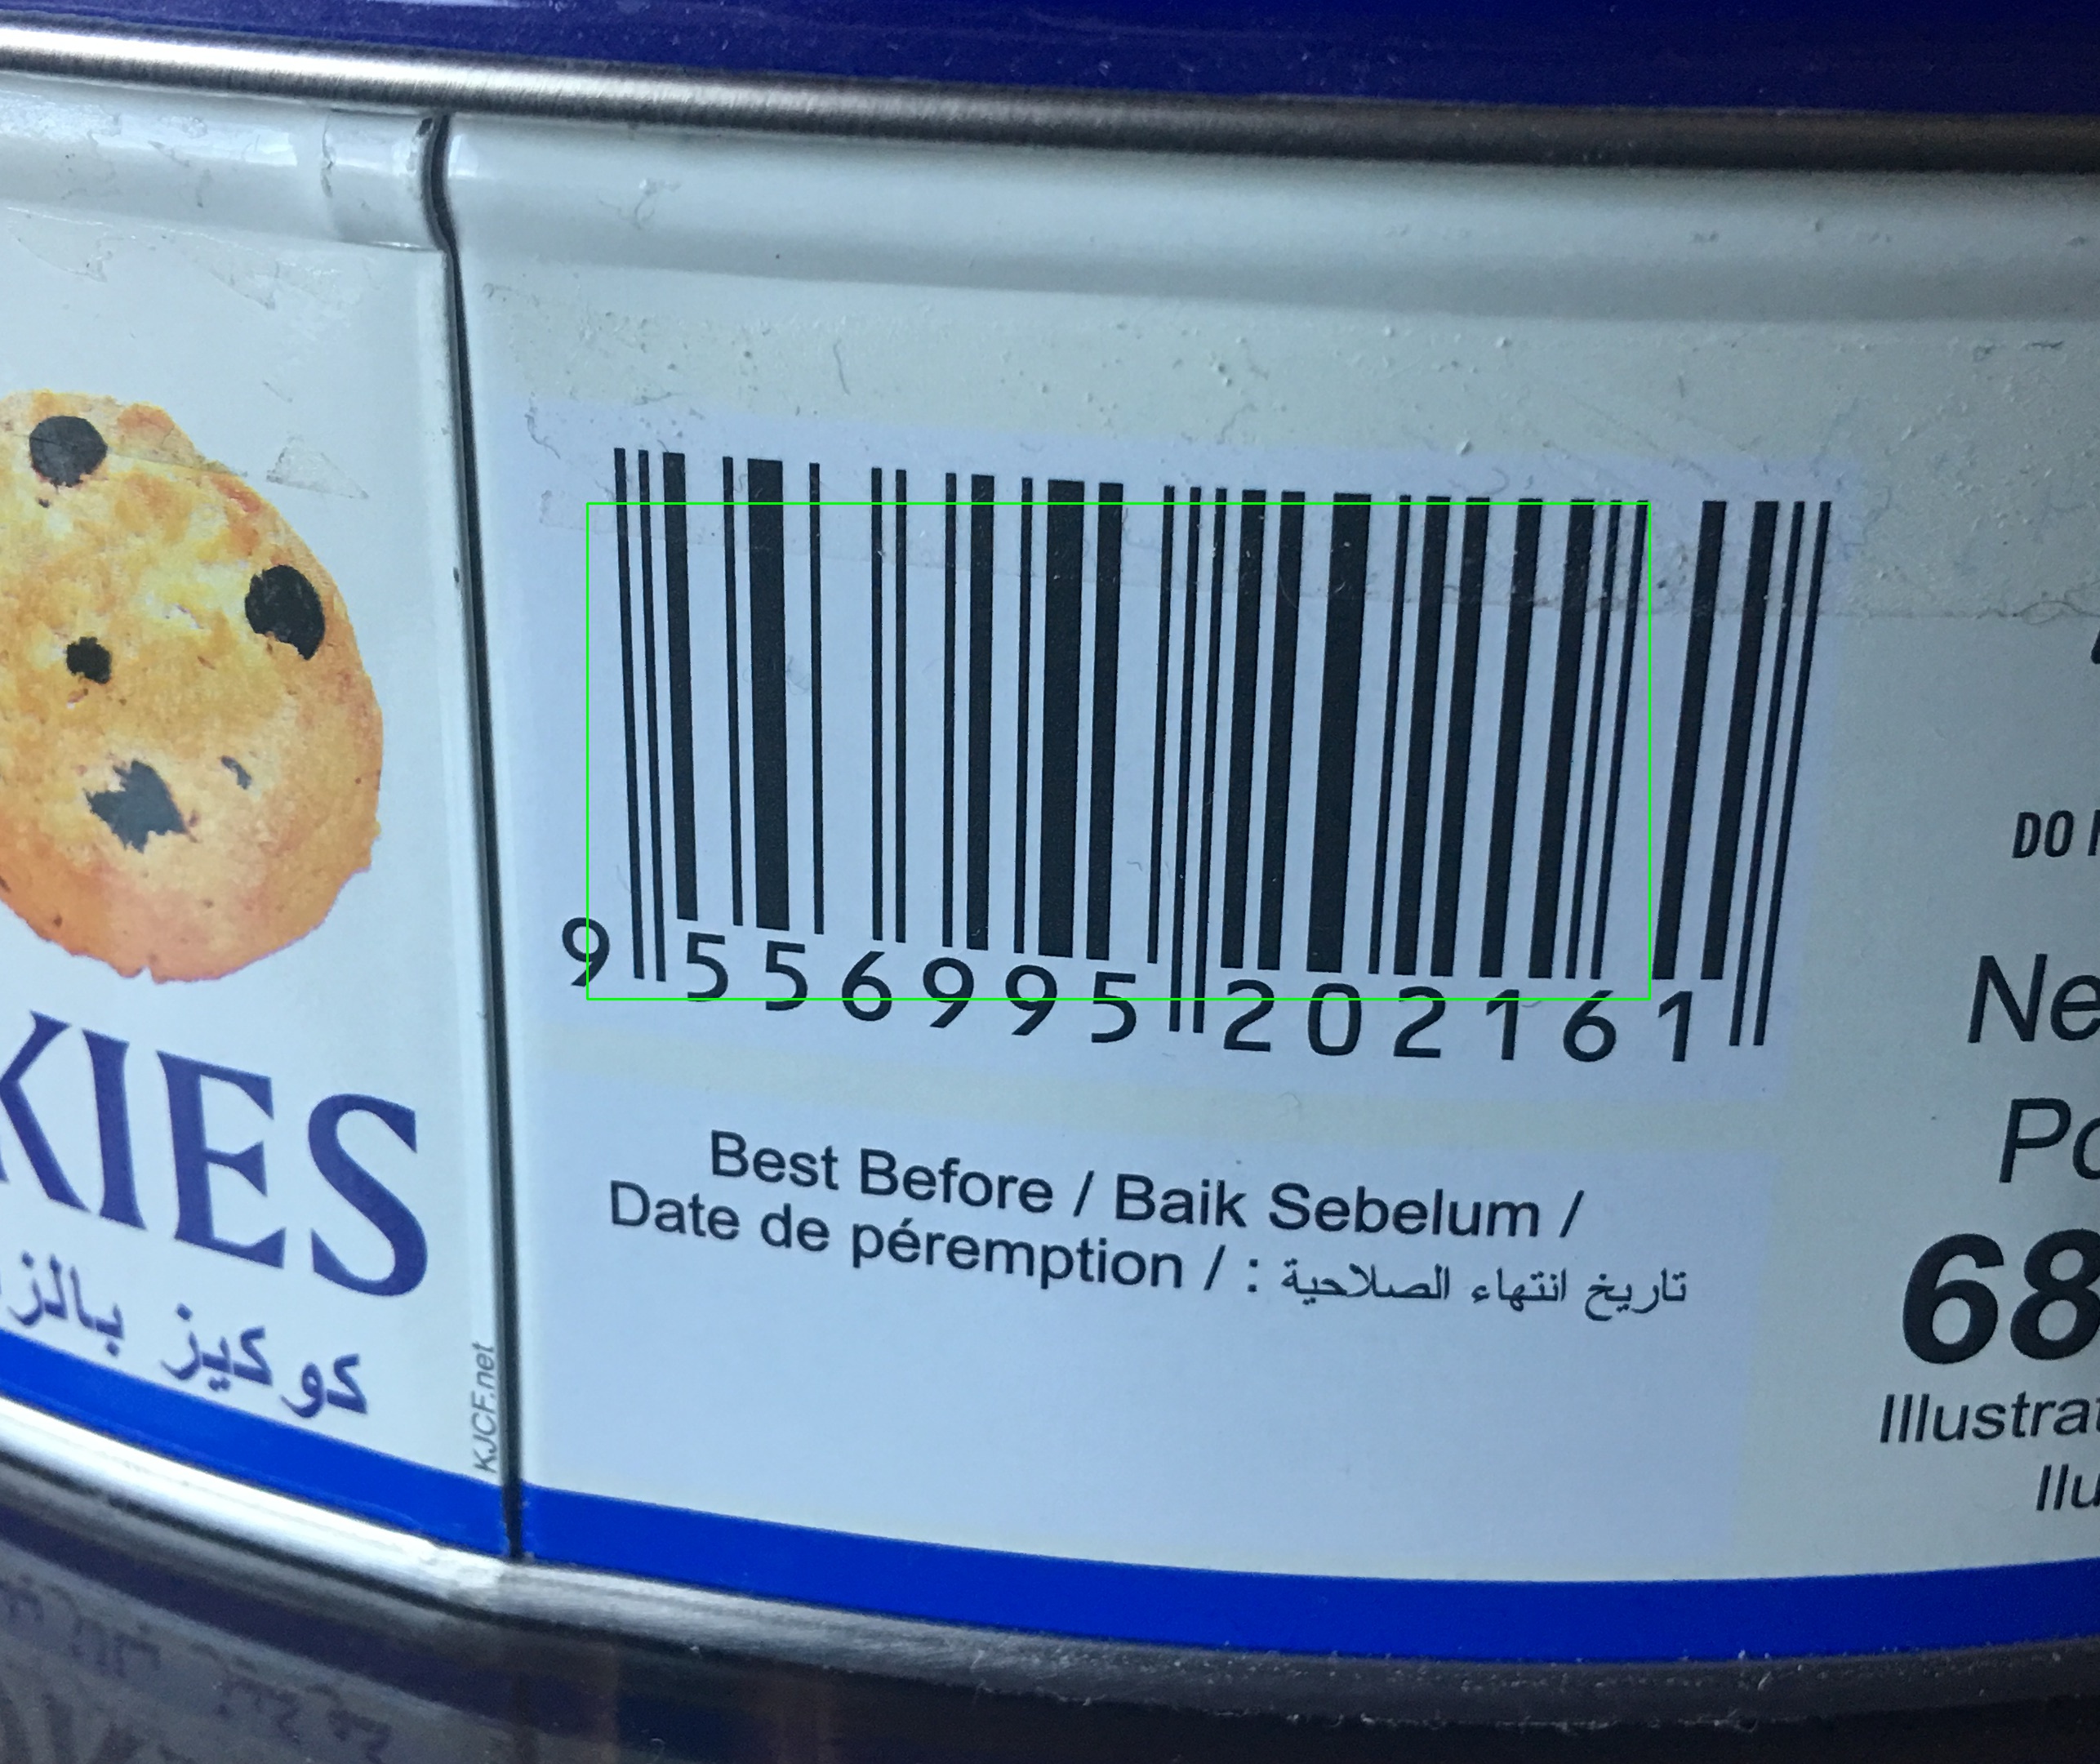 KIES
كوكيز بالز
KJCF.net
9 556995 202161
Best Before / Baik Sebelum /
Date de péremption / : تاريخ انتهاء الصلاحية
DO
Ne
Po
68
Illustrat
Ilu